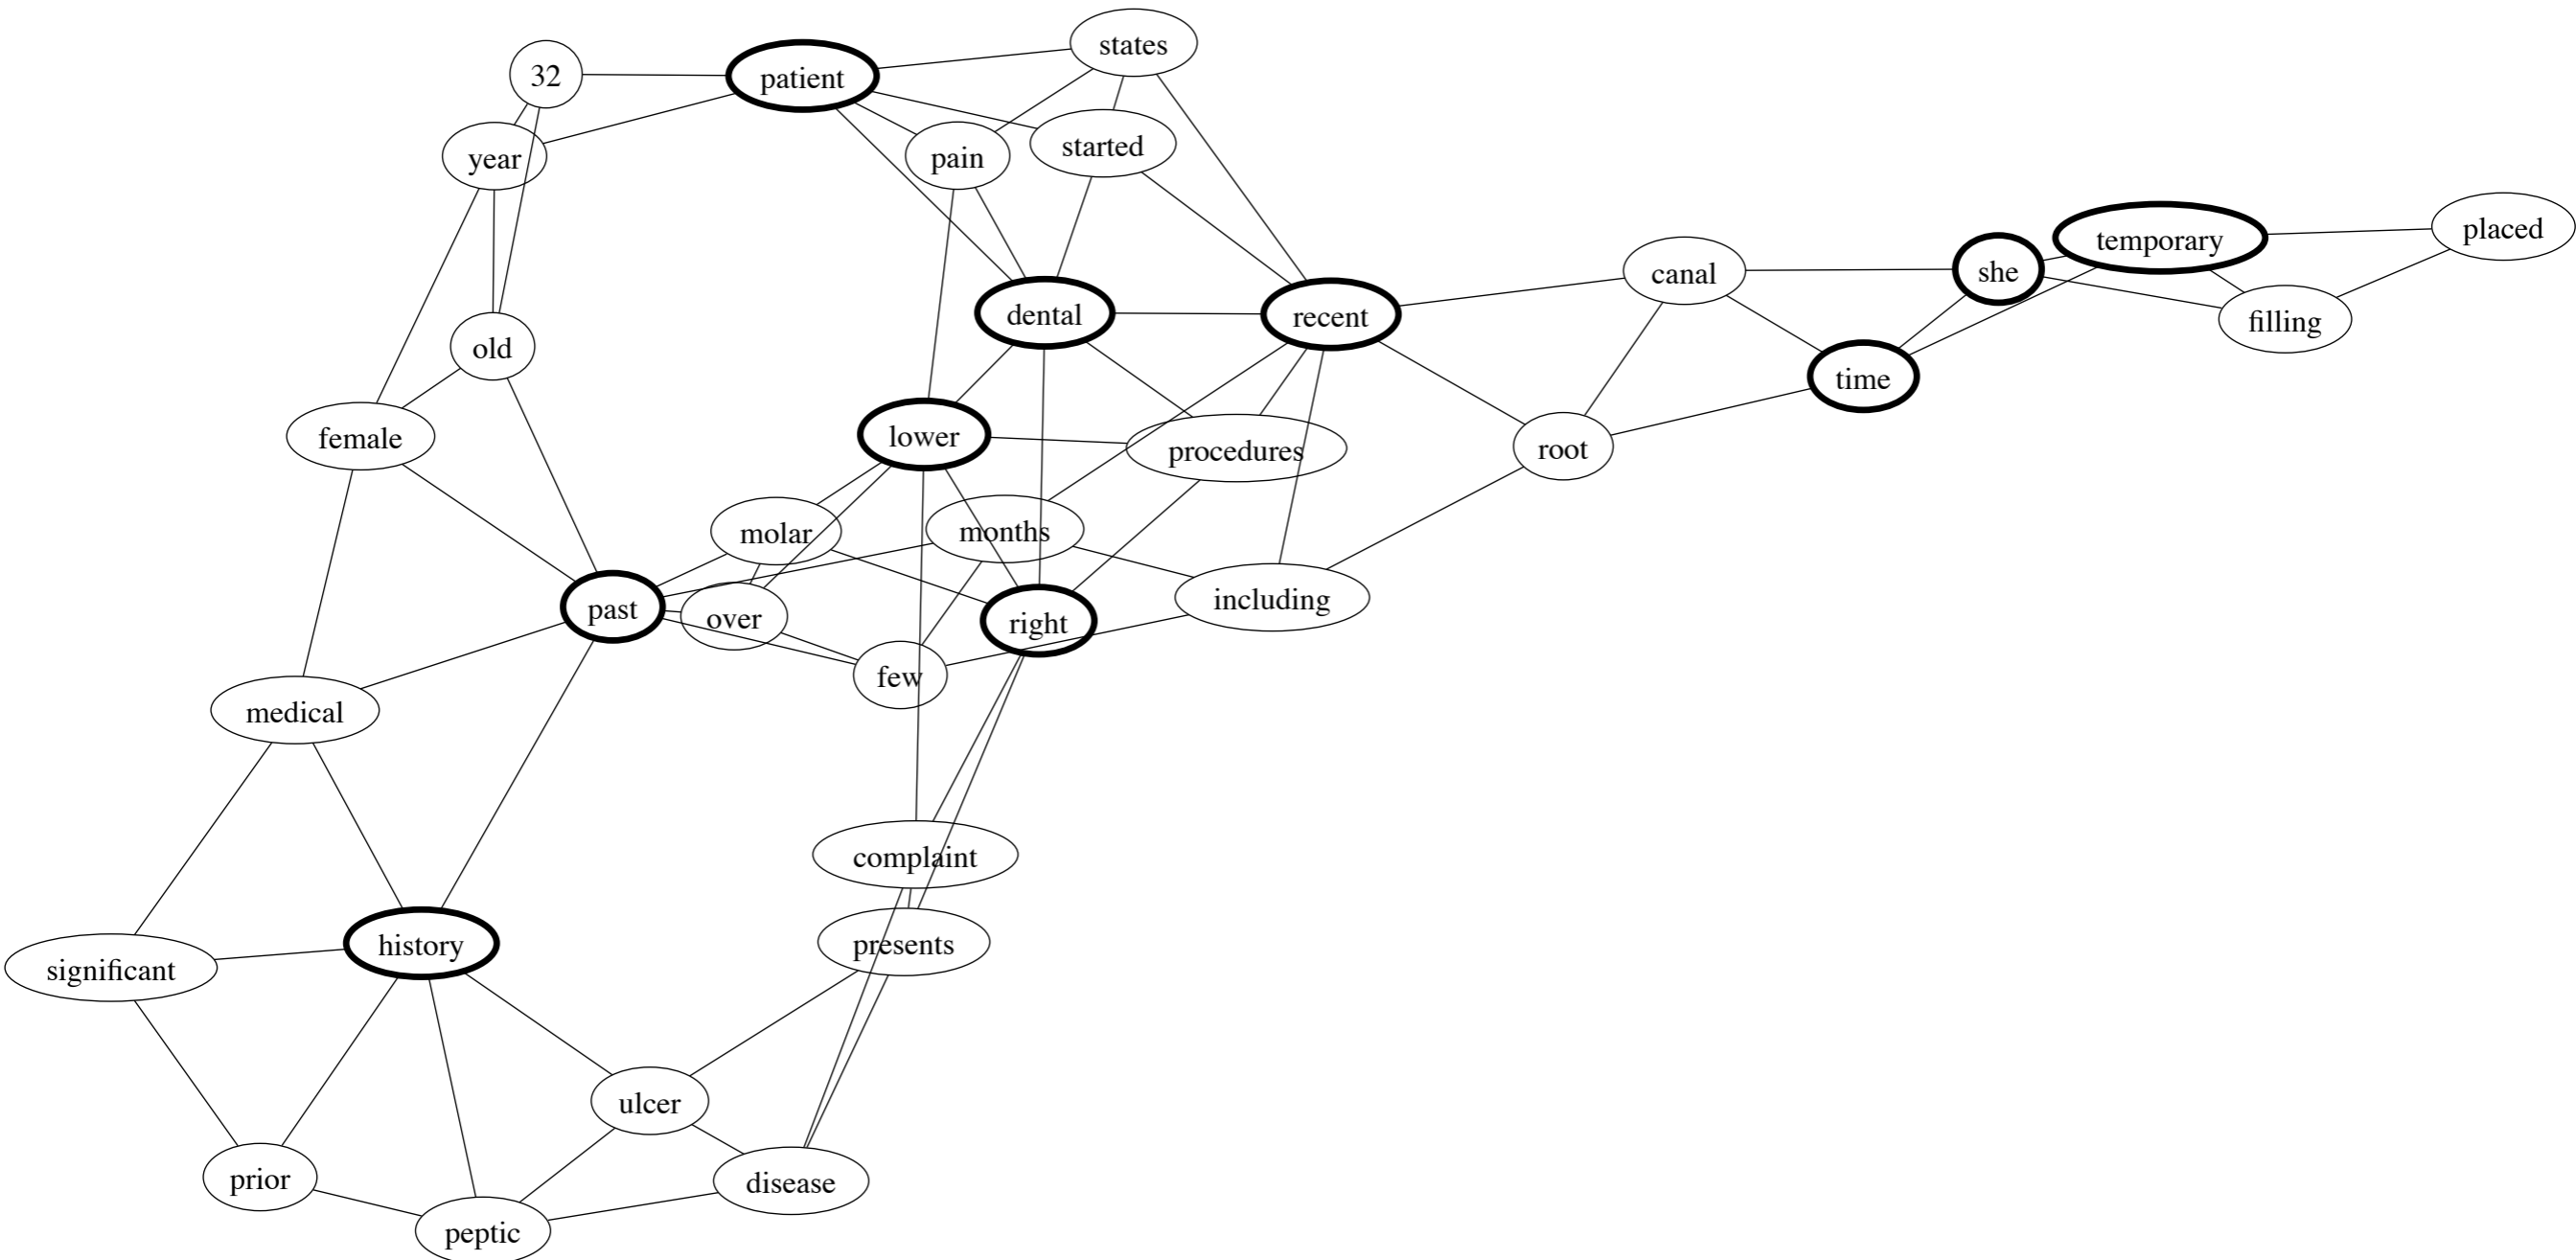 states
32
patient
started
year
pain
placed
temporary
she
canal
filling
dental
recent
old
time
female
lower
procedures
root
molar
months
past
over
right
including
few
medical
complaint
history
presents
significant
ulcer
prior
disease
peptic